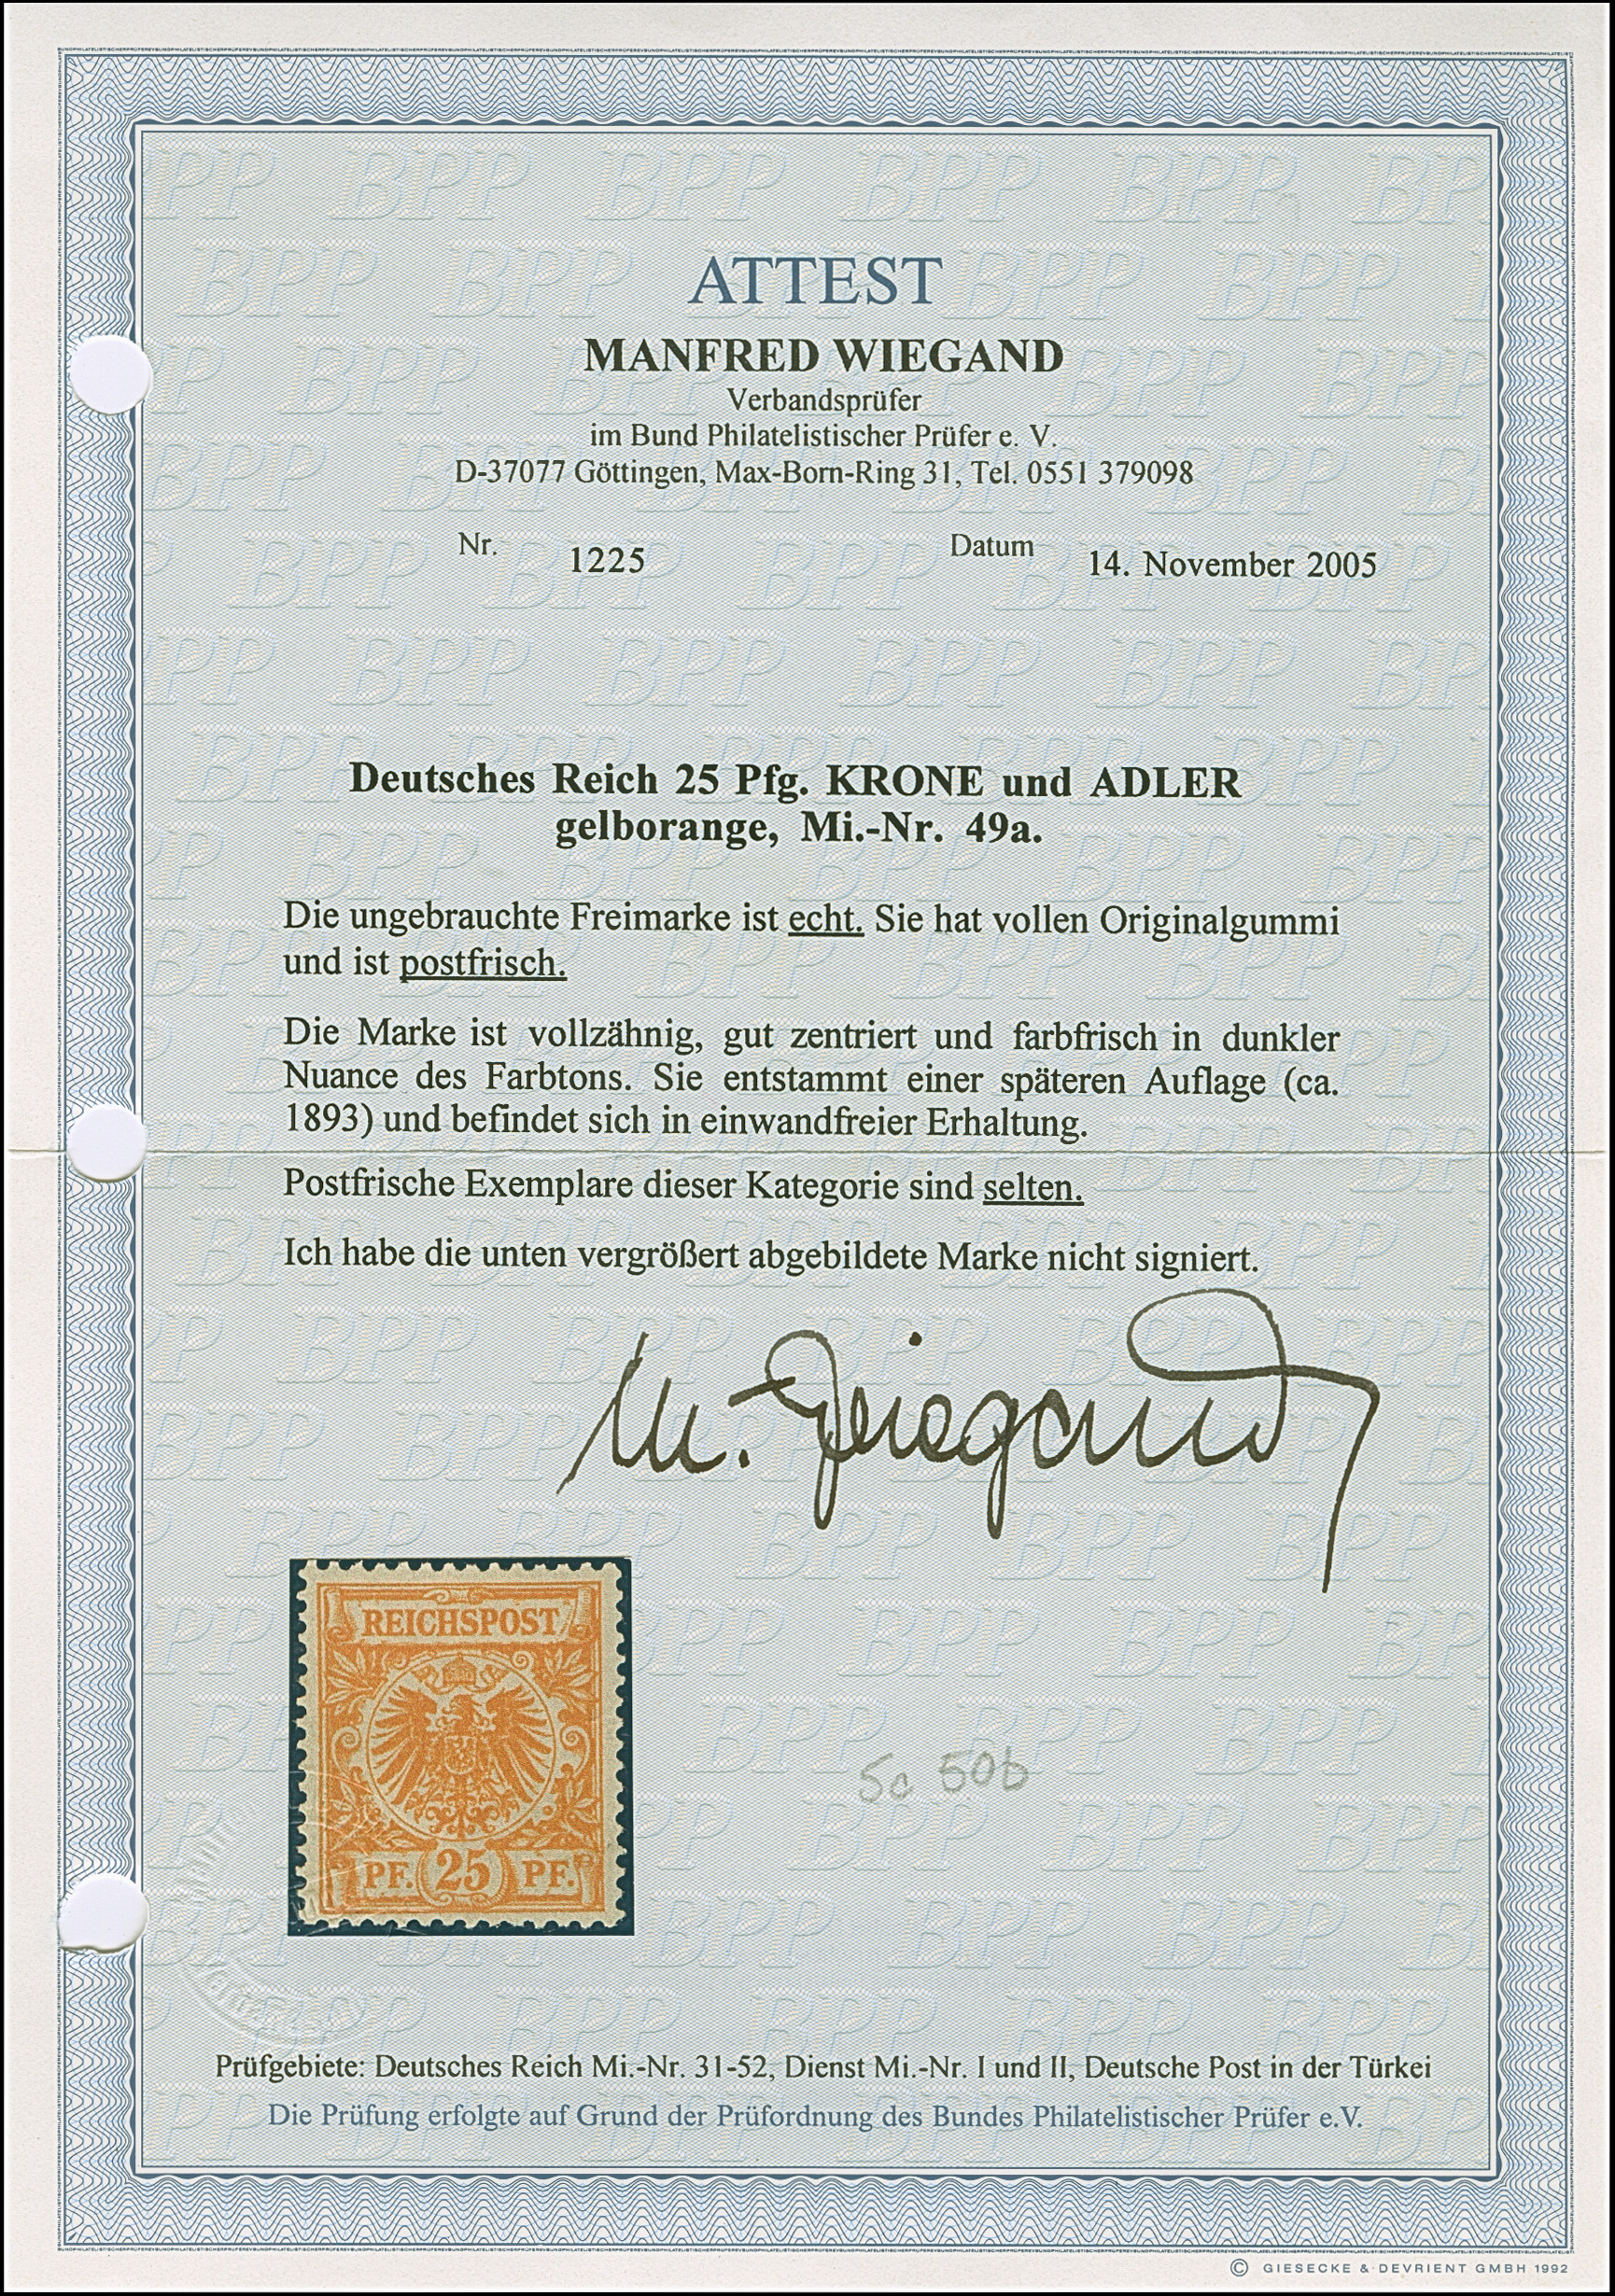 ATTEST
MANFRED WIEGAND
Verbandsprüfer
im Bund Philatelistischer Prüfer e. V.
D-37077 Göttingen, Max-Born-Ring 31, Tel. 0551 379098
Nr. 1225 Datum 14. November 2005
Deutsches Reich 25 Pfg. KRONE und ADLER
gelborange, Mi.-Nr. 49a.
Die ungebrauchte Freimarke ist echt. Sie hat vollen Originalgummi
und ist postfrisch.
Die Marke ist vollzähnig, gut zentriert und farbfrisch in dunkler
Nuance des Farbtons. Sie entstammt einer späteren Auflage (ca.
1893) und befindet sich in einwandfreier Erhaltung.
Postfrische Exemplare dieser Kategorie sind selten.
Ich habe die unten vergrößert abgebildete Marke nicht signiert.
M. Wiegand
REICHSPOST
PF. 25 PF.
50b
Prüfgebiete: Deutsches Reich Mi.-Nr. 31-52, Dienst Mi.-Nr. I und II, Deutsche Post in der Türkei
Die Prüfung erfolgte auf Grund der Prüfordnung des Bundes Philatelistischer Prüfer e.V.
© GIESECKE & DEVRIENT GMBH 1992